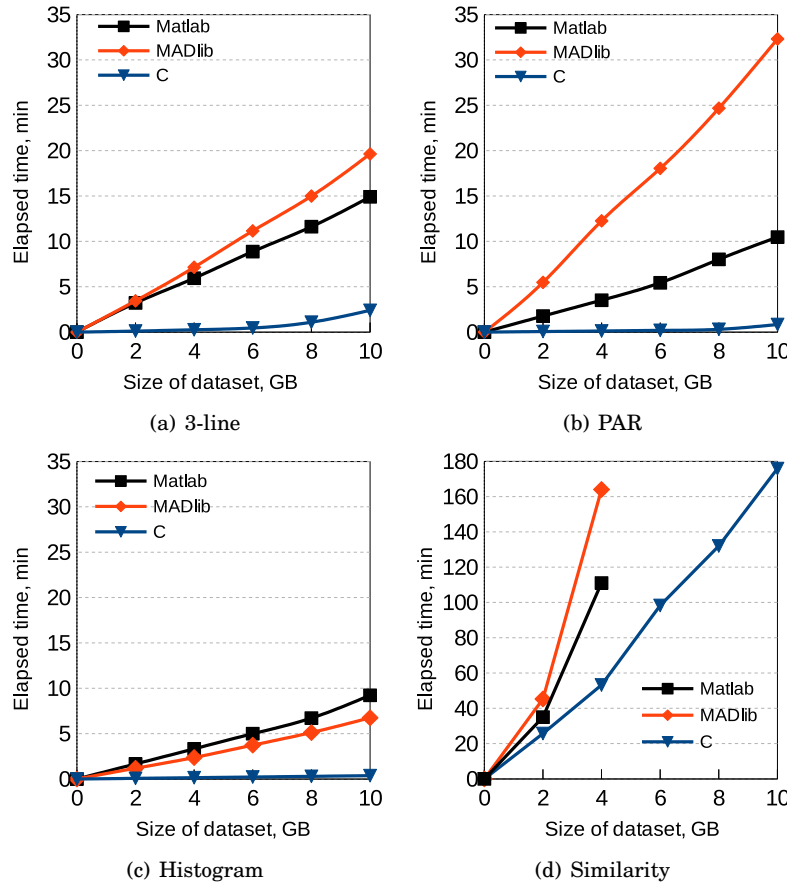 35
30
25
20
15
10
5
0
Elapsed time, min
Matlab
MADlib
C
0 2 4 6 8 10
Size of dataset, GB
(a) 3-line
35
30
25
20
15
10
5
0
Elapsed time, min
Matlab
MADlib
C
0 2 4 6 8 10
Size of dataset, GB
(b) PAR
35
30
25
20
15
10
5
0
Elapsed time, min
Matlab
MADlib
C
0 2 4 6 8 10
Size of dataset, GB
(c) Histogram
180
160
140
120
100
80
60
40
20
0
Elapsed time, min
Matlab
MADlib
C
0 2 4 6 8 10
Size of dataset, GB
(d) Similarity